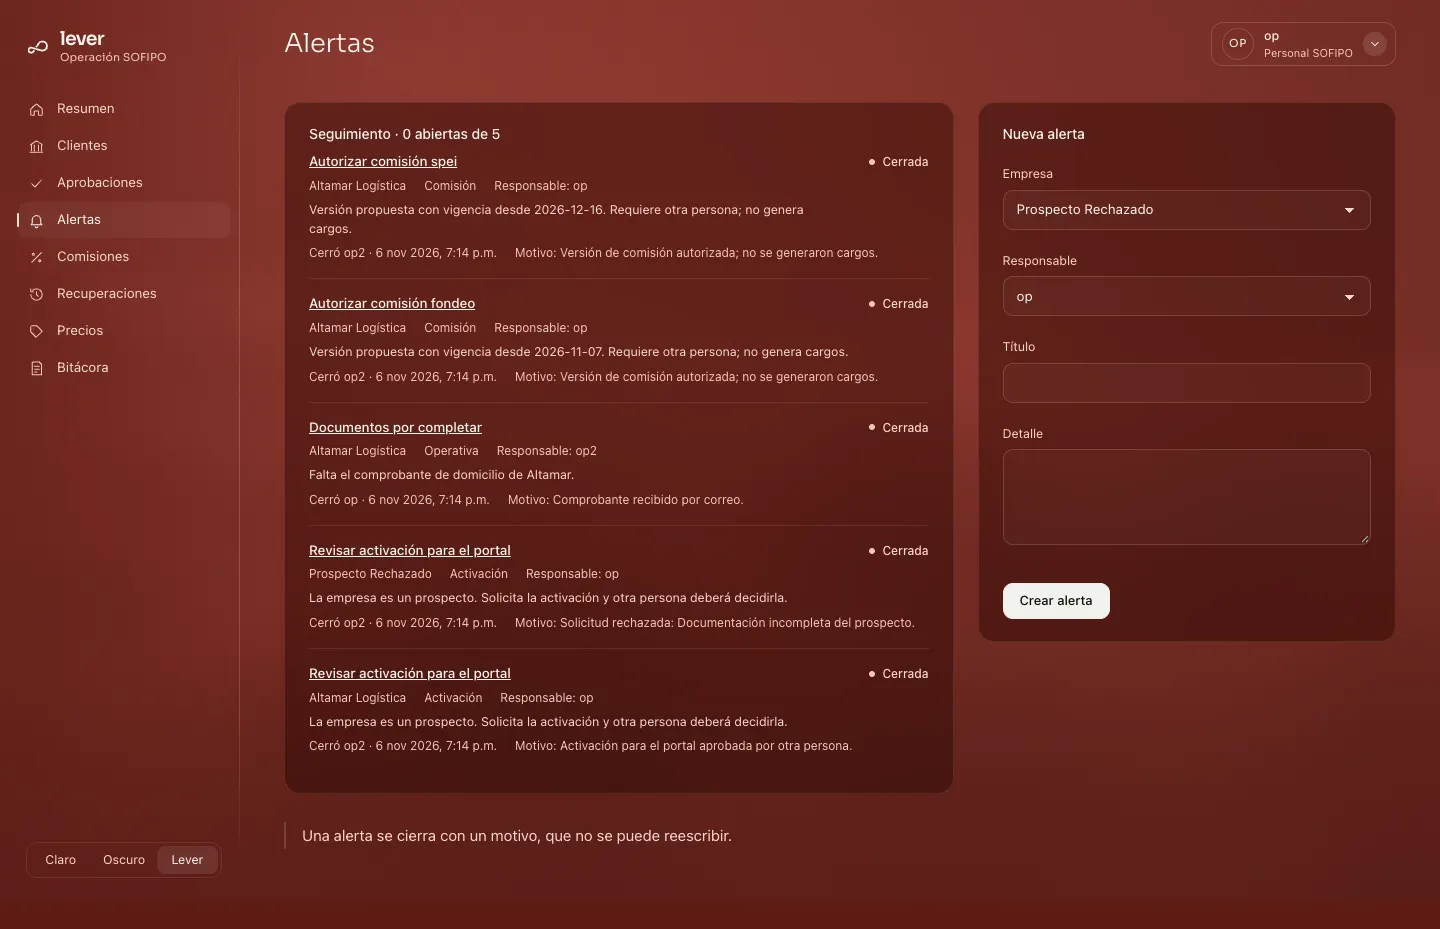 lever
Operación SOFIPO
Resumen
Clientes
Aprobaciones
Alertas
Comisiones
Recuperaciones
Precios
Bitácora
Claro
Oscuro
Lever
Alertas
OP
op
Personal SOFIPO
Seguimiento · 0 abiertas de 5
Autorizar comisión spei
Cerrada
Altamar Logística Comisión Responsable: op
Versión propuesta con vigencia desde 2026-12-16. Requiere otra persona; no genera
cargos.
Cerró op2 · 6 nov 2026, 7:14 p.m. Motivo: Versión de comisión autorizada; no se generaron cargos.
Autorizar comisión fondeo
Cerrada
Altamar Logística Comisión Responsable: op
Versión propuesta con vigencia desde 2026-11-07. Requiere otra persona; no genera cargos.
Cerró op2 · 6 nov 2026, 7:14 p.m. Motivo: Versión de comisión autorizada; no se generaron cargos.
Documentos por completar
Cerrada
Altamar Logística Operativa Responsable: op2
Falta el comprobante de domicilio de Altamar.
Cerró op · 6 nov 2026, 7:14 p.m. Motivo: Comprobante recibido por correo.
Revisar activación para el portal
Cerrada
Prospecto Rechazado Activación Responsable: op
La empresa es un prospecto. Solicita la activación y otra persona deberá decidirla.
Cerró op2 · 6 nov 2026, 7:14 p.m. Motivo: Solicitud rechazada: Documentación incompleta del prospecto.
Revisar activación para el portal
Cerrada
Altamar Logística Activación Responsable: op
La empresa es un prospecto. Solicita la activación y otra persona deberá decidirla.
Cerró op2 · 6 nov 2026, 7:14 p.m. Motivo: Activación para el portal aprobada por otra persona.
Una alerta se cierra con un motivo, que no se puede reescribir.
Nueva alerta
Empresa
Prospecto Rechazado
Responsable
op
Título
Detalle
Crear alerta